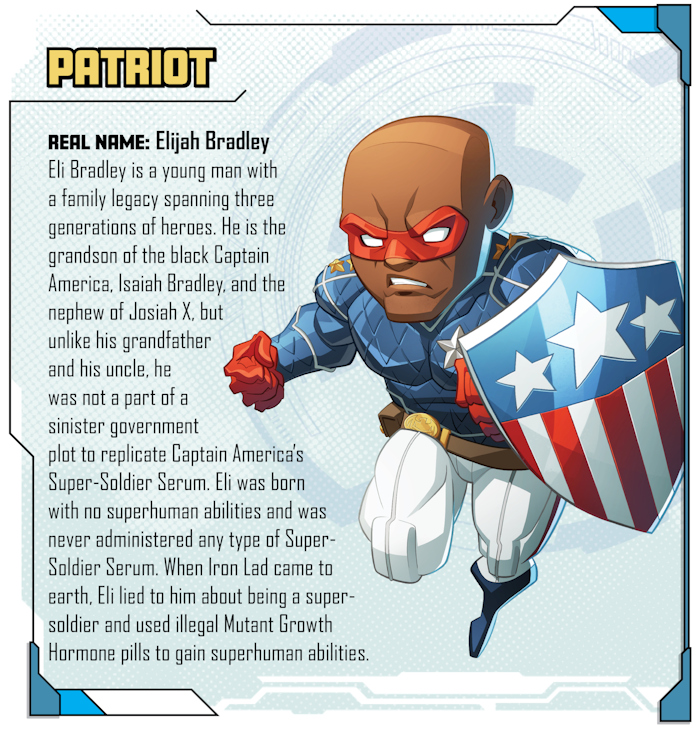 PATRIOT
REAL NAME: Elijah Bradley
Eli Bradley is a young man with
a family legacy spanning three
generations of heroes. He is the
grandson of the black Captain
America, Isaiah Bradley, and the
nephew of Josiah X, but
unlike his grandfather
and his uncle, he
was not a part of a
sinister government
plot to replicate Captain America's
Super-Soldier Serum. Eli was born
with no superhuman abilities and was
never administered any type of Super-
Soldier Serum. When Iron Lad came to
earth, Eli lied to him about being a super-
soldier and used illegal Mutant Growth
Hormone pills to gain superhuman abilities.